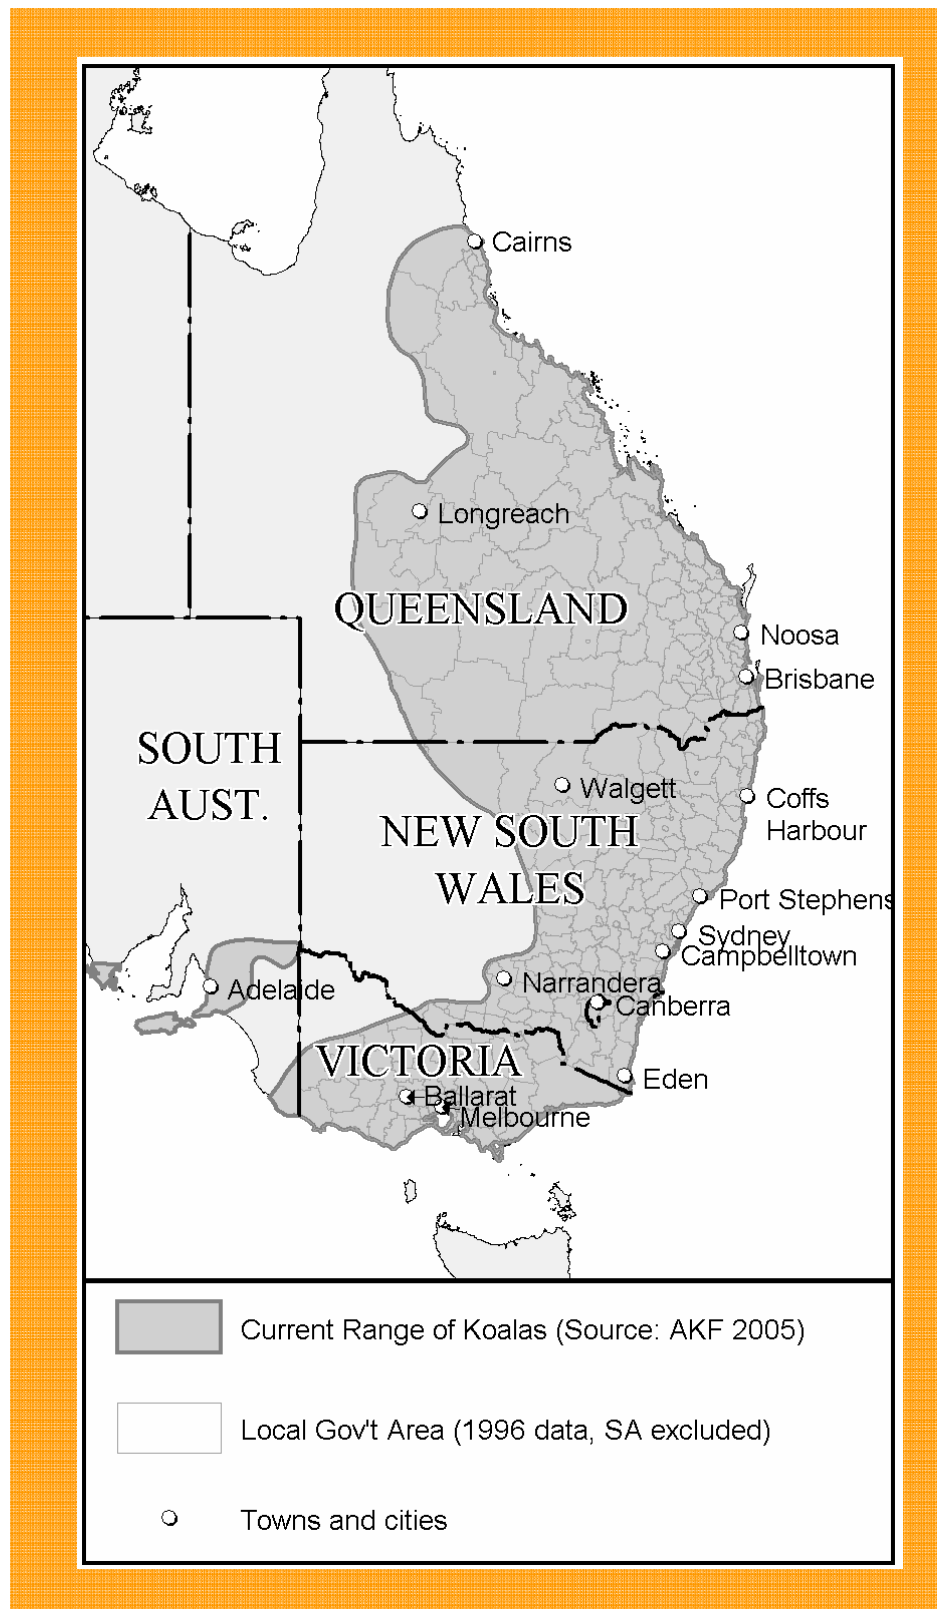 Cairns
Longreach
QUEENSLAND
Noosa
Brisbane
SOUTH
AUST.
Walgett
Coffs
Harbour
NEW SOUTH
WALES
Port Stephens
Sydney
Campbelltown
Narrandera
Adelaide
Canberra
VICTORIA
Eden
Ballarat
Melbourne
Current Range of Koalas (Source: AKF 2005)
Local Gov't Area (1996 data, SA excluded)
Towns and cities